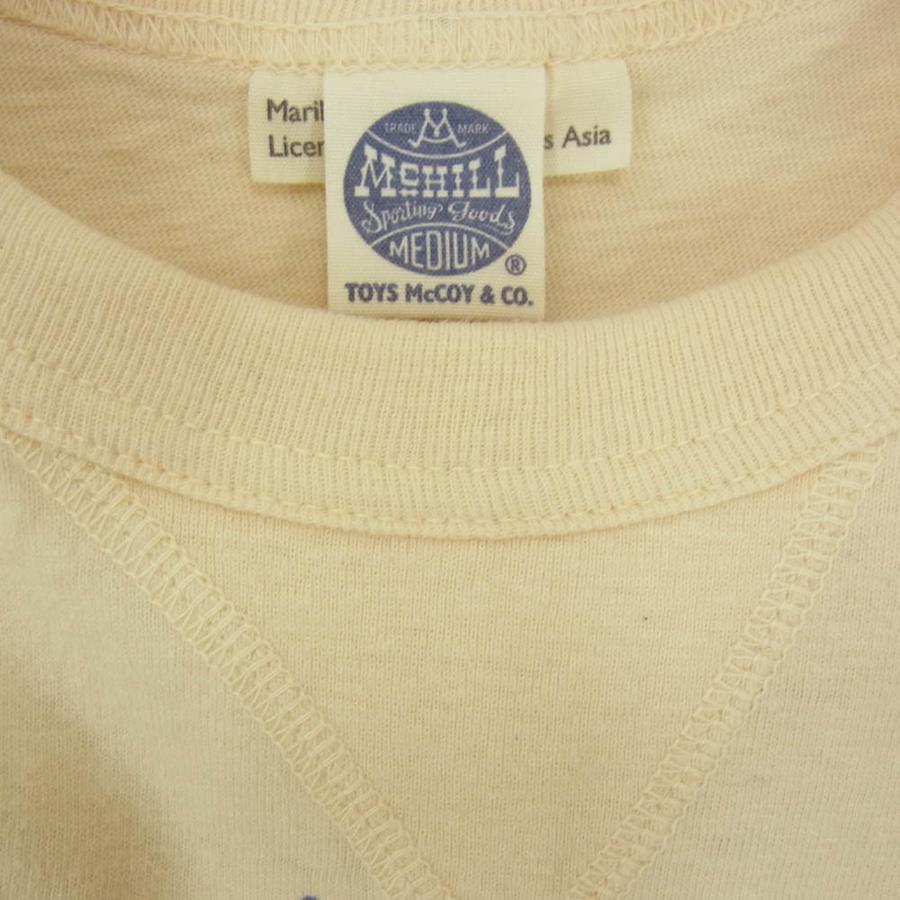 Maril
Licen
s Asia
TRADE MARK
McHILL
Sporting Goods
MEDIUM
®
TOYS McCOY & CO.